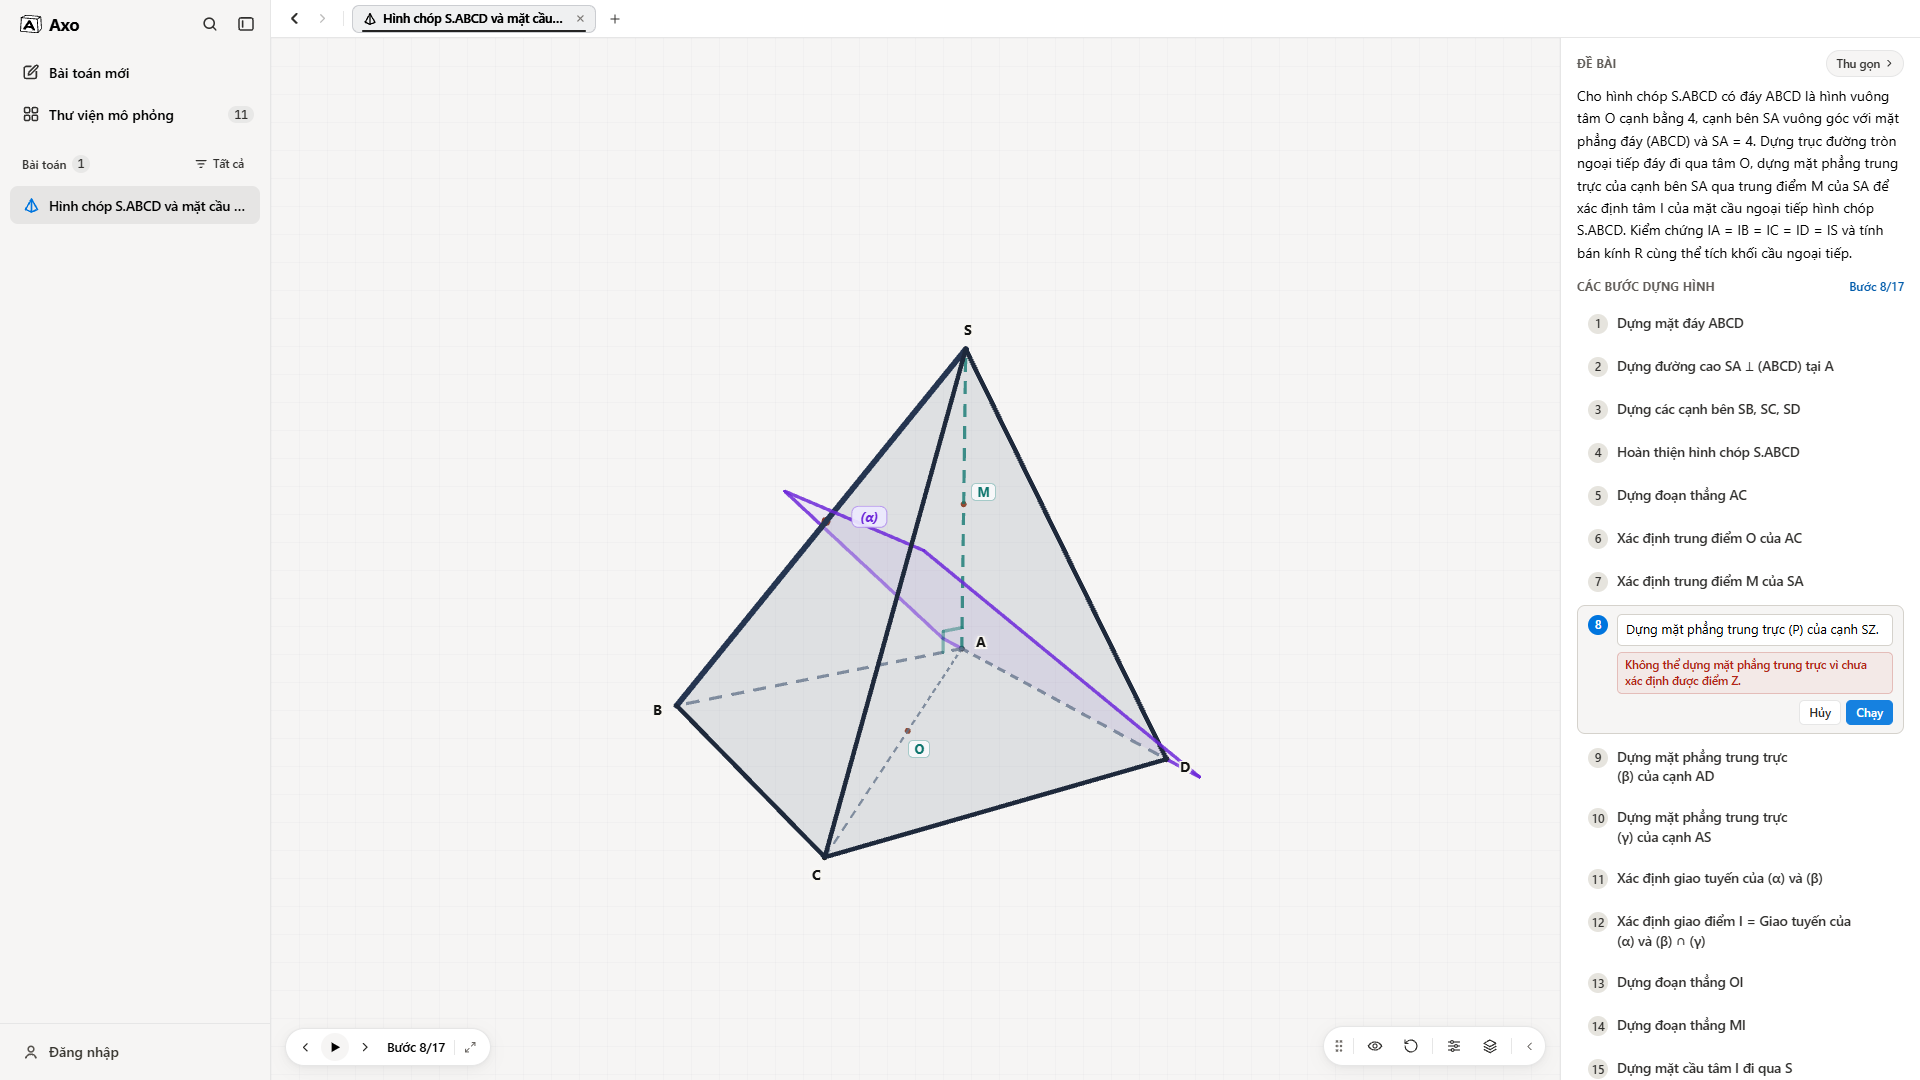 Axo
Bài toán mới
Thư viện mô phỏng 11
Bài toán 1 Tất cả
Hình chóp S.ABCD và mặt cầu ...
Đăng nhập
Hình chóp S.ABCD và mặt cầu...
S
M
(α)
A
B
O
D
C
Bước 8/17
ĐỀ BÀI
Thu gọn
Cho hình chóp S.ABCD có đáy ABCD là hình vuông
tâm O cạnh bằng 4, cạnh bên SA vuông góc với mặt
phẳng đáy (ABCD) và SA = 4. Dựng trục đường tròn
ngoại tiếp đáy đi qua tâm O, dựng mặt phẳng trung
trực của cạnh bên SA qua trung điểm M của SA để
xác định tâm I của mặt cầu ngoại tiếp hình chóp
S.ABCD. Kiểm chứng IA = IB = IC = ID = IS và tính
bán kính R cùng thể tích khối cầu ngoại tiếp.
CÁC BƯỚC DỰNG HÌNH
Bước 8/17
1 Dựng mặt đáy ABCD
2 Dựng đường cao SA ⊥ (ABCD) tại A
3 Dựng các cạnh bên SB, SC, SD
4 Hoàn thiện hình chóp S.ABCD
5 Dựng đoạn thẳng AC
6 Xác định trung điểm O của AC
7 Xác định trung điểm M của SA
8 Dựng mặt phẳng trung trực (P) của cạnh SZ.
Không thể dựng mặt phẳng trung trực vì chưa
xác định được điểm Z.
Hủy Chạy
9 Dựng mặt phẳng trung trực
(β) của cạnh AD
10 Dựng mặt phẳng trung trực
(γ) của cạnh AS
11 Xác định giao tuyến của (α) và (β)
12 Xác định giao điểm I = Giao tuyến của
(α) và (β) ∩ (γ)
13 Dựng đoạn thẳng OI
14 Dựng đoạn thẳng MI
15 Dựng mặt cầu tâm I đi qua S